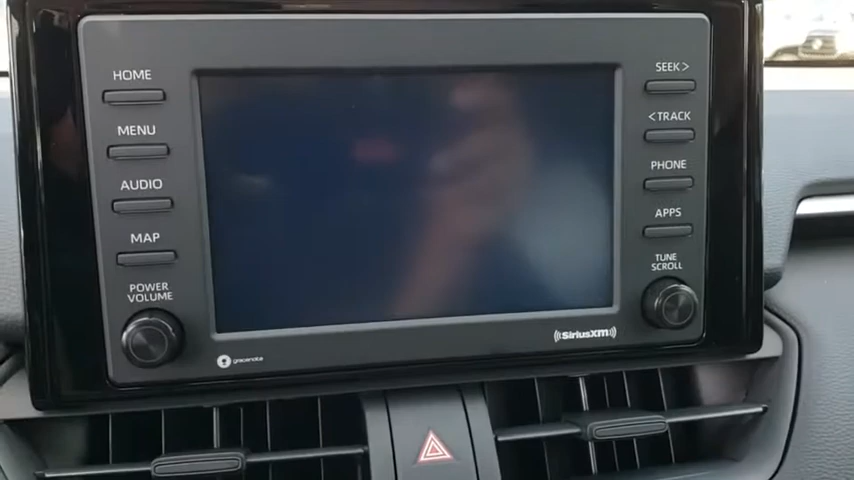 HOME
MENU
AUDIO
MAP
POWER
VOLUME
gracenote
SEEK>
<TRACK
PHONE
APPS
TUNE
SCROLL
SiriusXM